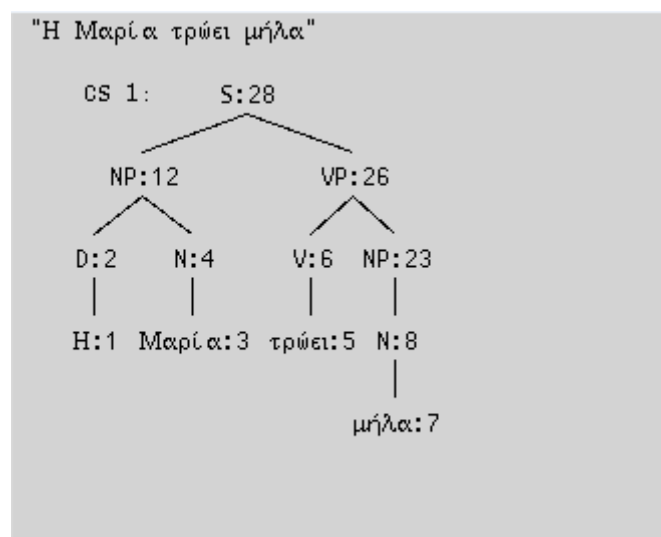 "Η Μαρία τρώει μήλα"
CS 1: S:28
NP:12 VP:26
D:2 N:4 V:6 NP:23
Η:1 Μαρία:3 τρώει:5 N:8
μήλα:7